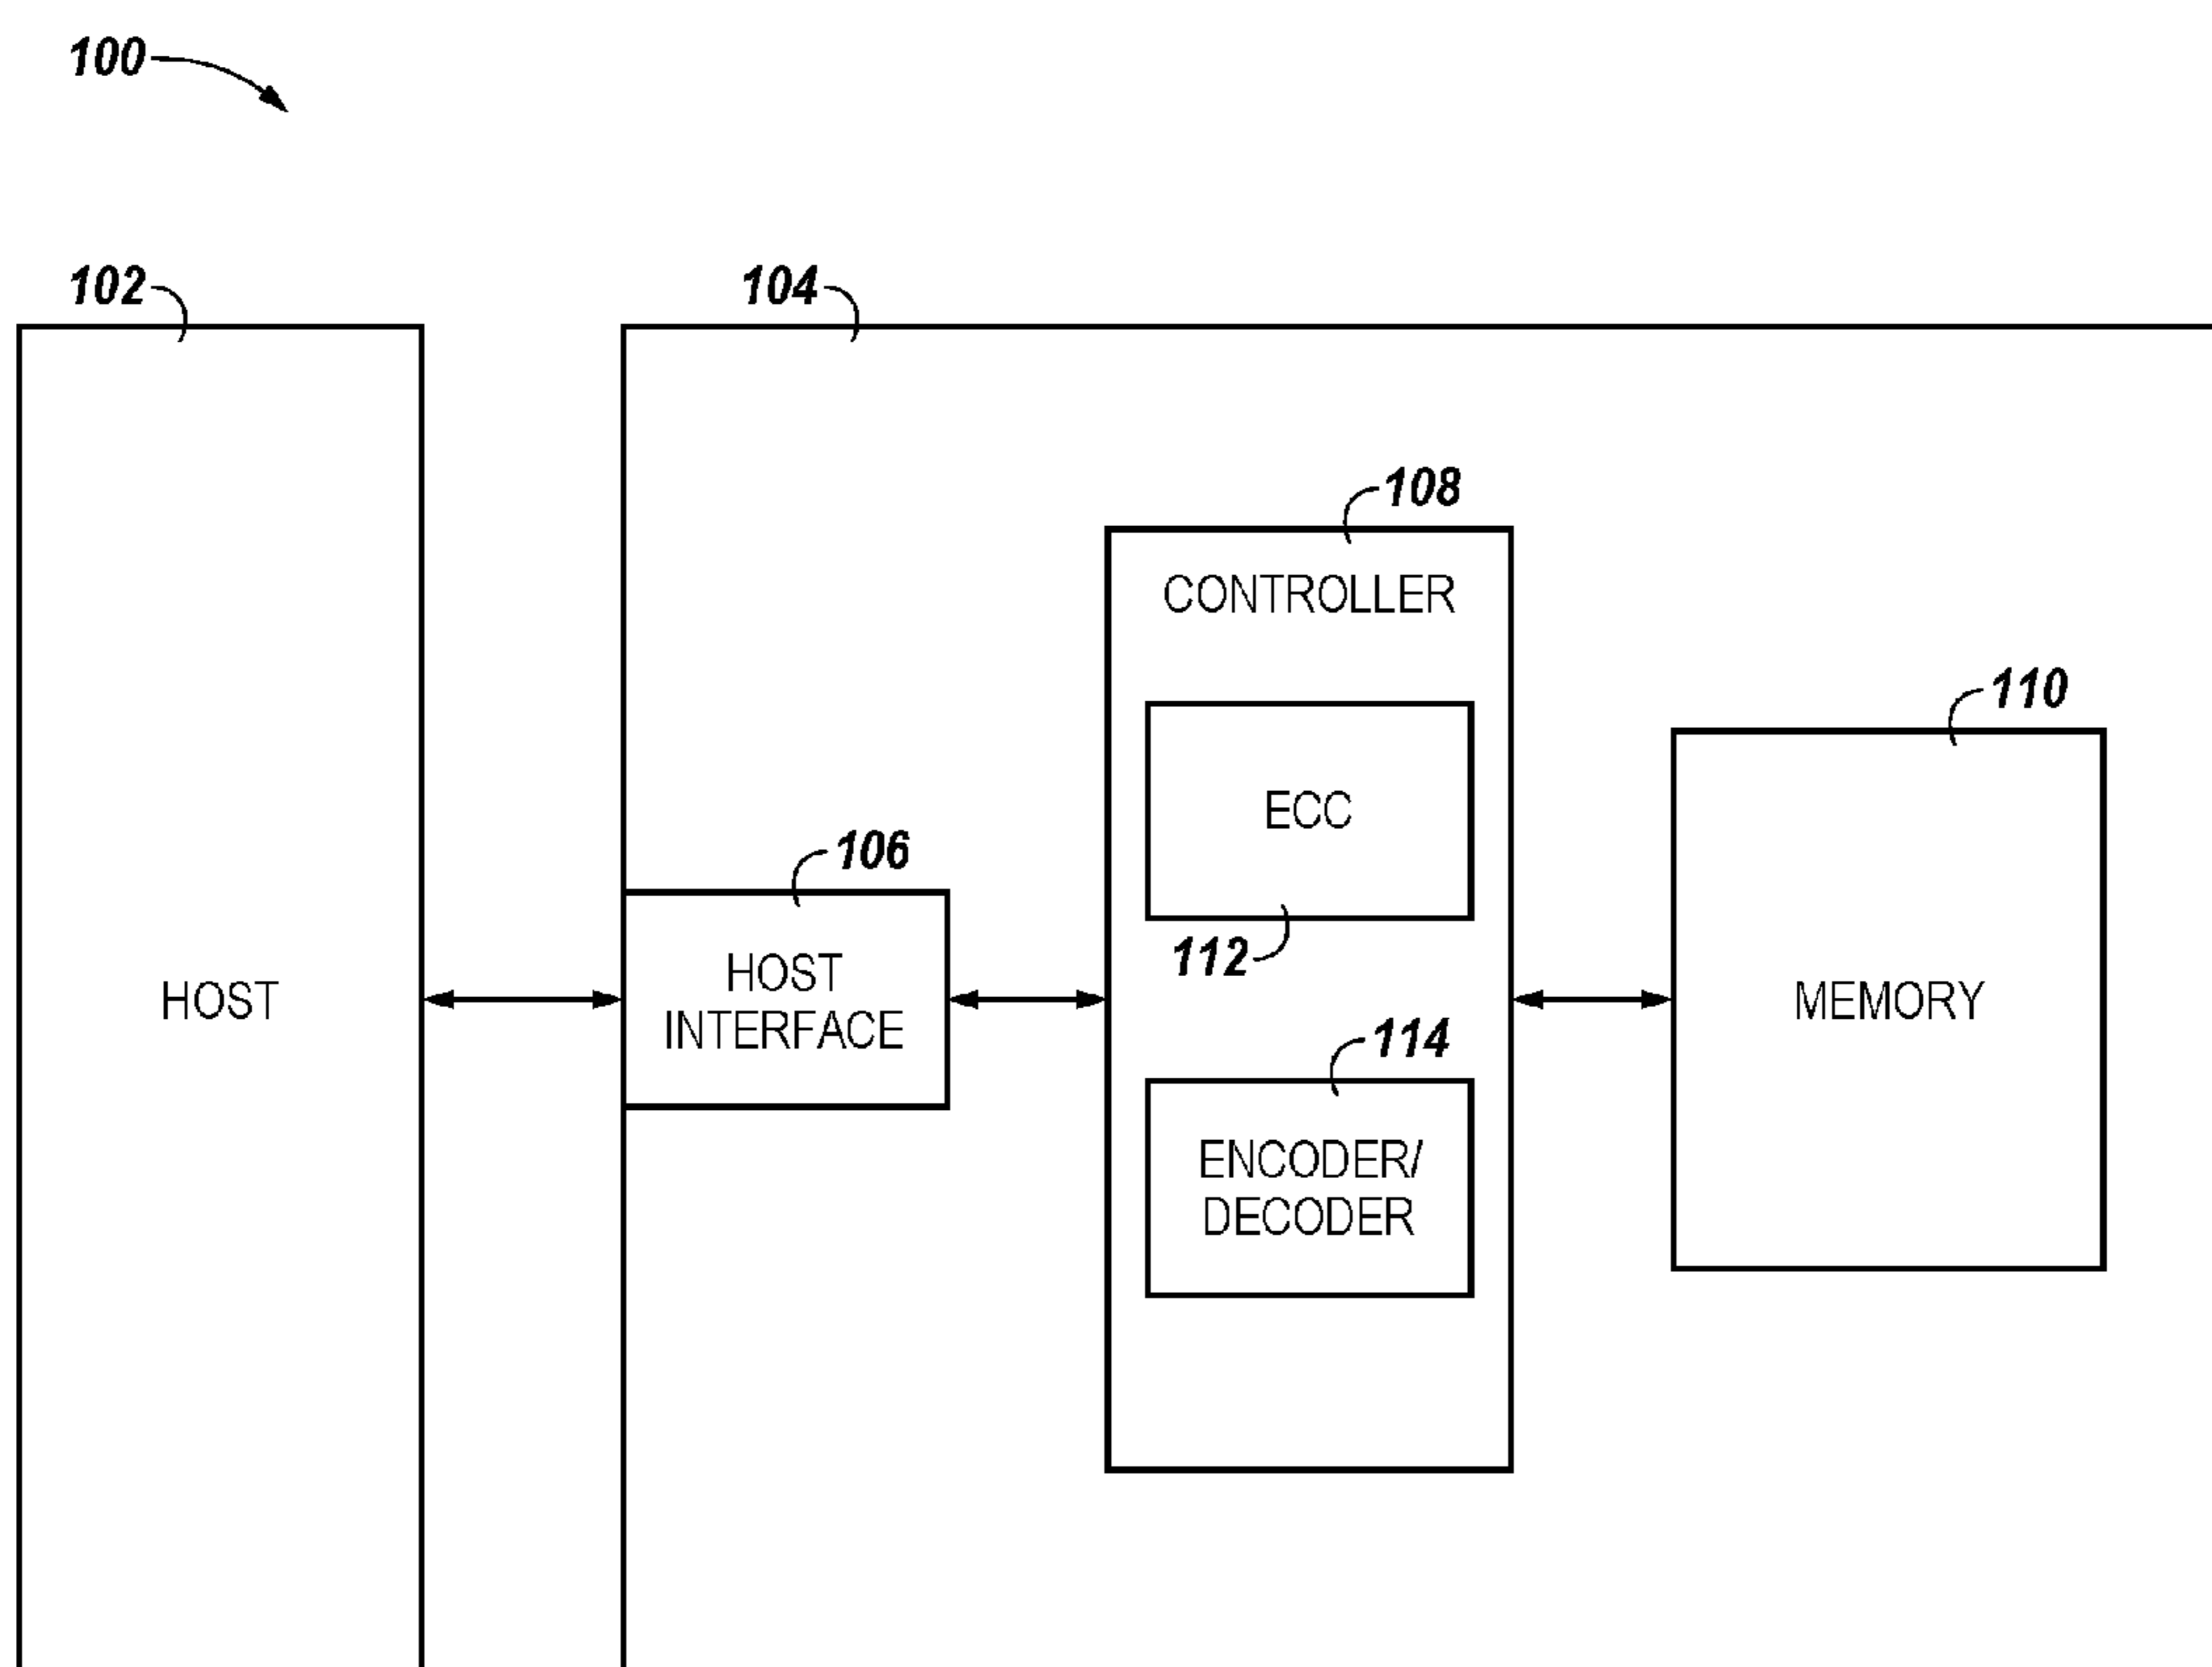 100
102
104
108
CONTROLLER
110
ECC
106
112
HOST
HOST
INTERFACE
MEMORY
114
ENCODER/
DECODER